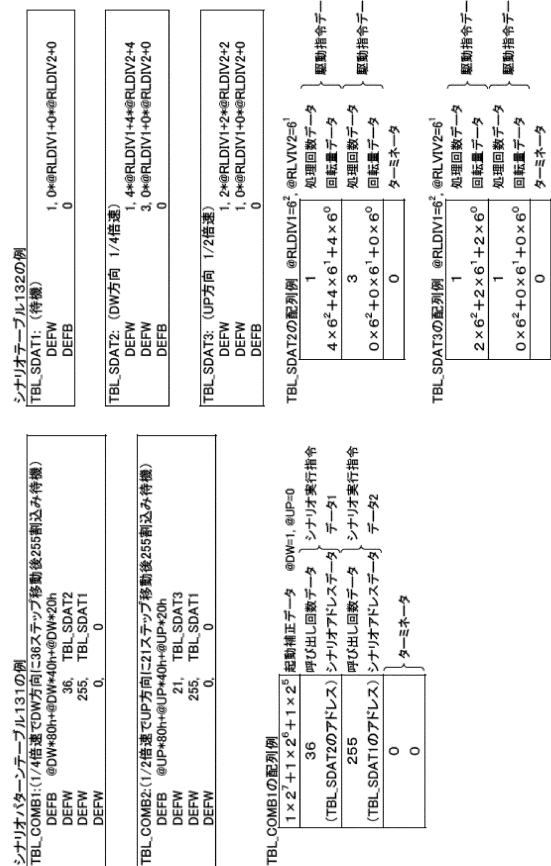 シナリオパターンテーブル131の例
TBL_COMB1:(1/4倍速でDW方向に36ステップ移動後255割込み待機)
DEFB @DW*80h+@DW*40h+@DW*20h
DEFW 36, TBL_SDAT2
DEFW 255, TBL_SDAT1
DEFW 0, 0
TBL_COMB2:(1/2倍速でUP方向に21ステップ移動後255割込み待機)
DEFB @UP*80h+@UP*40h+@UP*20h
DEFW 21, TBL_SDAT3
DEFW 255, TBL_SDAT1
DEFW 0, 0
TBL_COMB1の配列例
1×2⁷+1×2⁶+1×2⁵ 起動補正データ @DW=1, @UP=0
36 呼び出し回数データ シナリオ実行指令
(TBL_SDAT2のアドレス) シナリオアドレスデータ データ1
255 呼び出し回数データ シナリオ実行指令
(TBL_SDAT1のアドレス) シナリオアドレスデータ データ2
0
0 ターミネータ
シナリオテーブル132の例
TBL_SDAT1: (待機)
DEFW 1, 0*@RLDIV1+0*@RLDIV2+0
DEFB 0
TBL_SDAT2: (DW方向 1/4倍速)
DEFW 1, 4*@RLDIV1+4*@RLDIV2+4
DEFW 3, 0*@RLDIV1+0*@RLDIV2+0
DEFB 0
TBL_SDAT3: (UP方向 1/2倍速)
DEFW 1, 2*@RLDIV1+2*@RLDIV2+2
DEFW 1, 0*@RLDIV1+0*@RLDIV2+0
DEFB 0
TBL_SDAT2の配列例 @RLDIV1=6², @RLVIV2=6¹
1 処理回数データ
4×6²+4×6¹+4×6⁰ 回転量データ 駆動指令デー
3 処理回数データ
0×6²+0×6¹+0×6⁰ 回転量データ 駆動指令デー
0 ターミネータ
TBL_SDAT3の配列例 @RLDIV1=6², @RLVIV2=6¹
1 処理回数データ
2×6²+2×6¹+2×6⁰ 回転量データ 駆動指令デー
1 処理回数データ
0×6²+0×6¹+0×6⁰ 回転量データ 駆動指令デー
0 ターミネータ